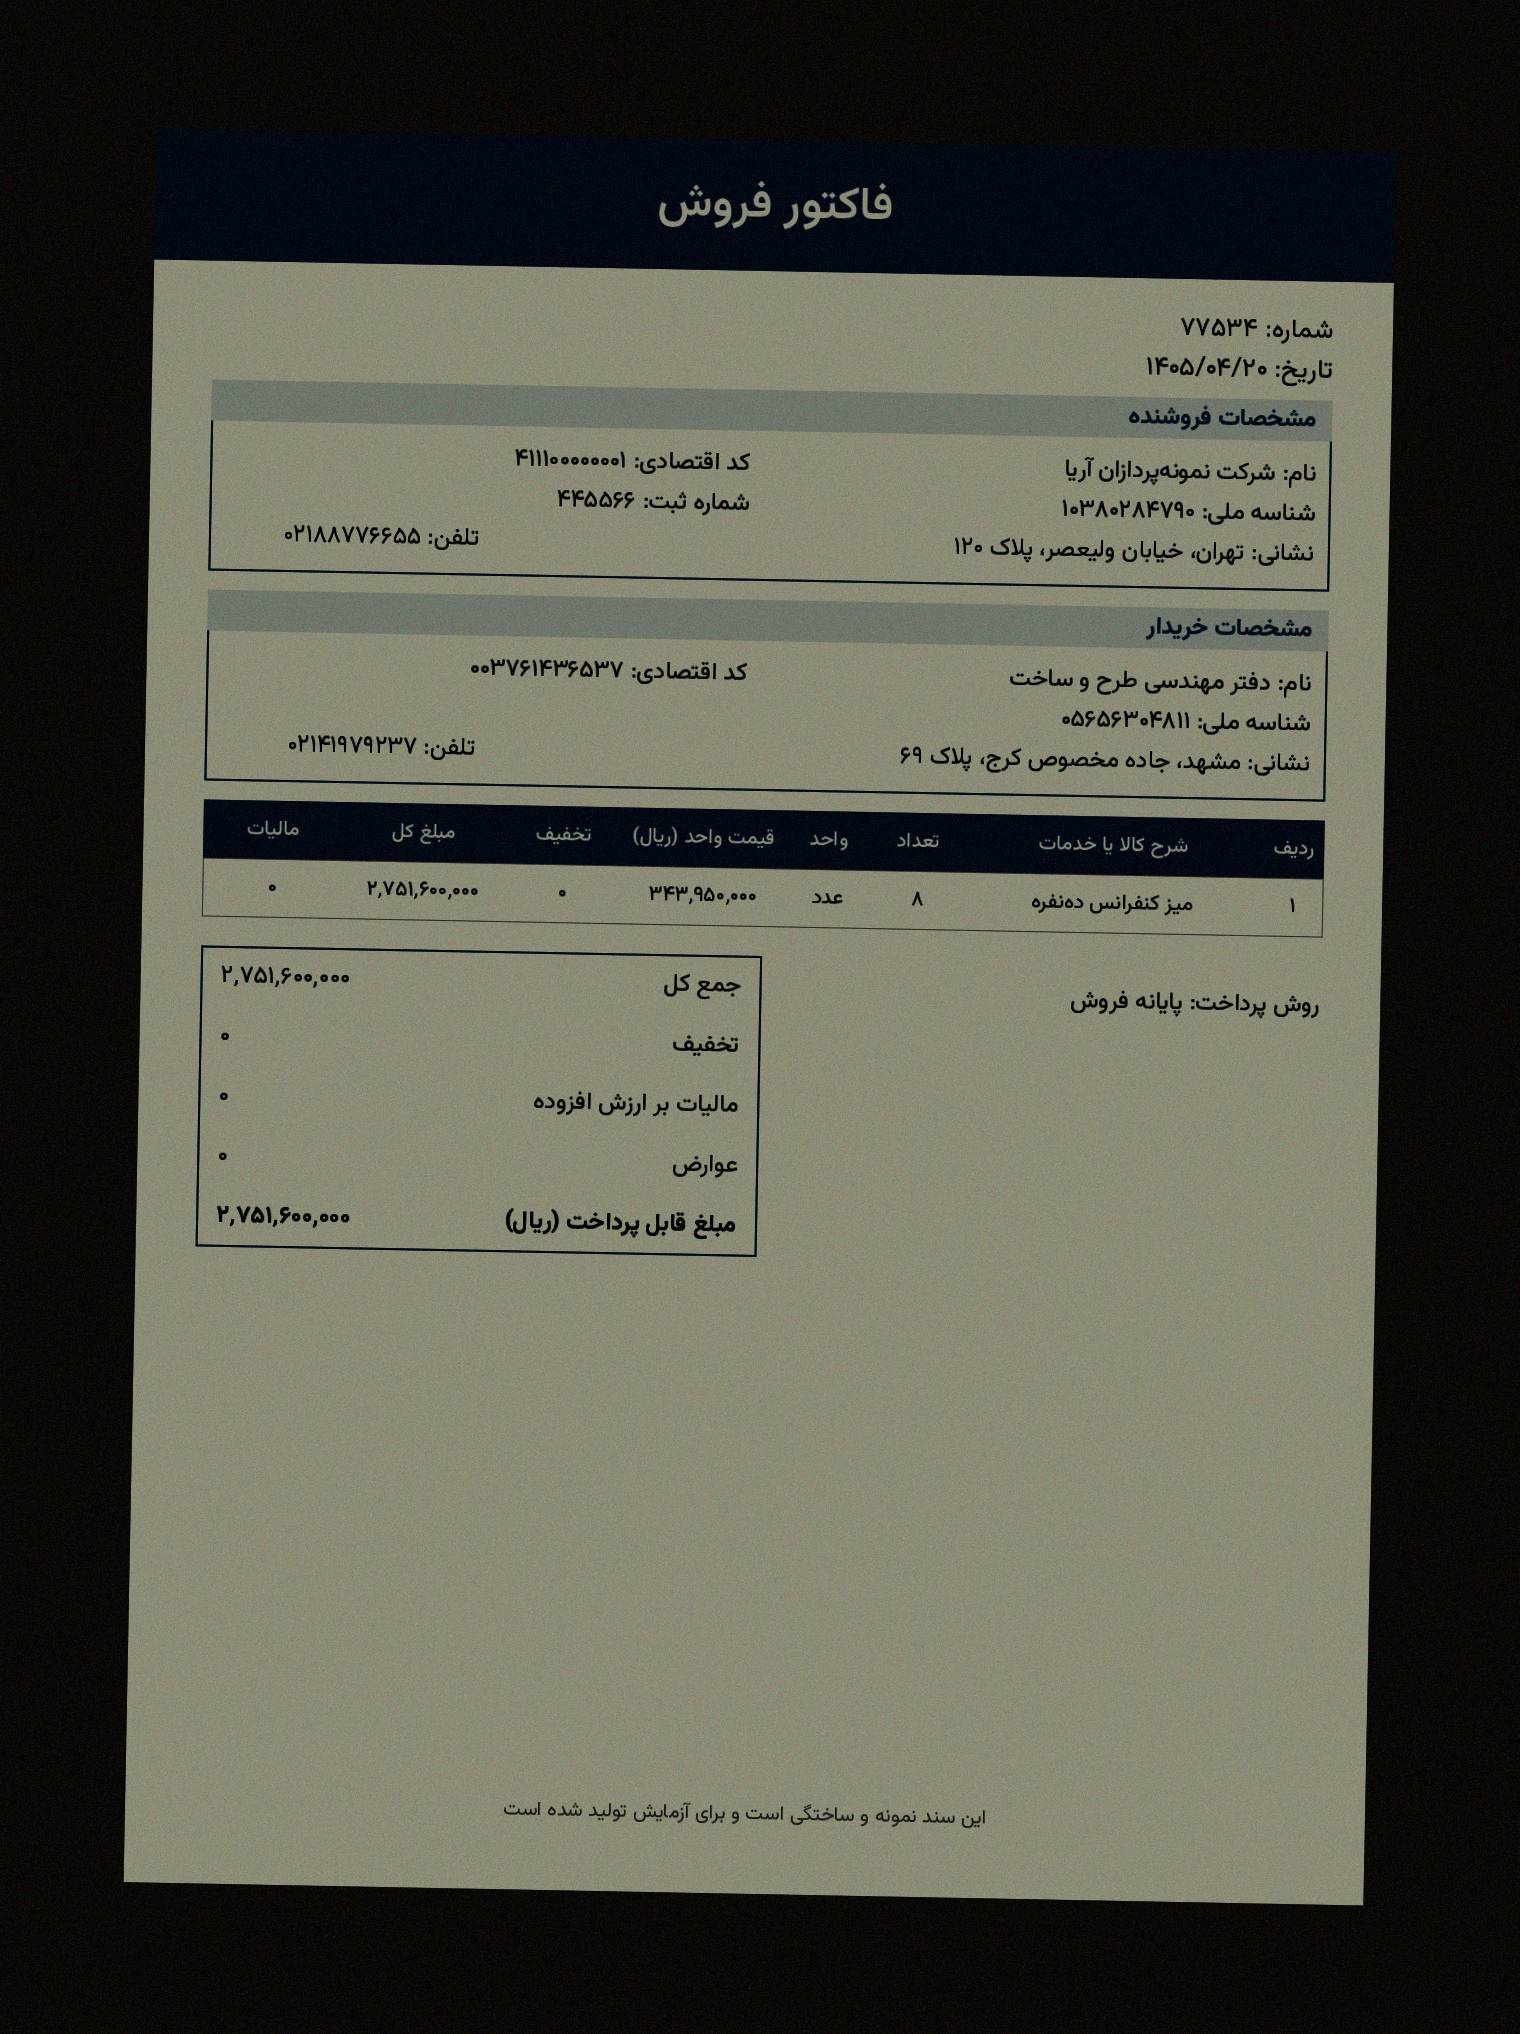 فاکتور فروش
شماره: ۷۷۵۳۴
تاریخ: ۱۴۰۵/۰۴/۲۰
مشخصات فروشنده
نام: شرکت نمونه‌پردازان آریا کد اقتصادی: ۴۱۱۱۰۰۰۰۰۰۰۱
شناسه ملی: ۱۰۳۸۰۲۸۴۷۹۰ شماره ثبت: ۴۴۵۵۶۶
نشانی: تهران، خیابان ولیعصر، پلاک ۱۲۰ تلفن: ۰۲۱۸۸۷۷۶۶۵۵
مشخصات خریدار
نام: دفتر مهندسی طرح و ساخت کد اقتصادی: ۰۰۳۷۶۱۴۳۶۵۳۷
شناسه ملی: ۰۵۶۵۶۳۰۴۸۱۱
نشانی: مشهد، جاده مخصوص کرج، پلاک ۶۹ تلفن: ۰۲۱۴۱۹۷۹۲۳۷
ردیف شرح کالا یا خدمات تعداد واحد قیمت واحد (ریال) تخفیف مبلغ کل مالیات
۱ میز کنفرانس ده‌نفره ۸ عدد ۳۴۳,۹۵۰,۰۰۰ ۰ ۲,۷۵۱,۶۰۰,۰۰۰ ۰
روش پرداخت: پایانه فروش
جمع کل ۲,۷۵۱,۶۰۰,۰۰۰
تخفیف ۰
مالیات بر ارزش افزوده ۰
عوارض ۰
مبلغ قابل پرداخت (ریال) ۲,۷۵۱,۶۰۰,۰۰۰
این سند نمونه و ساختگی است و برای آزمایش تولید شده است